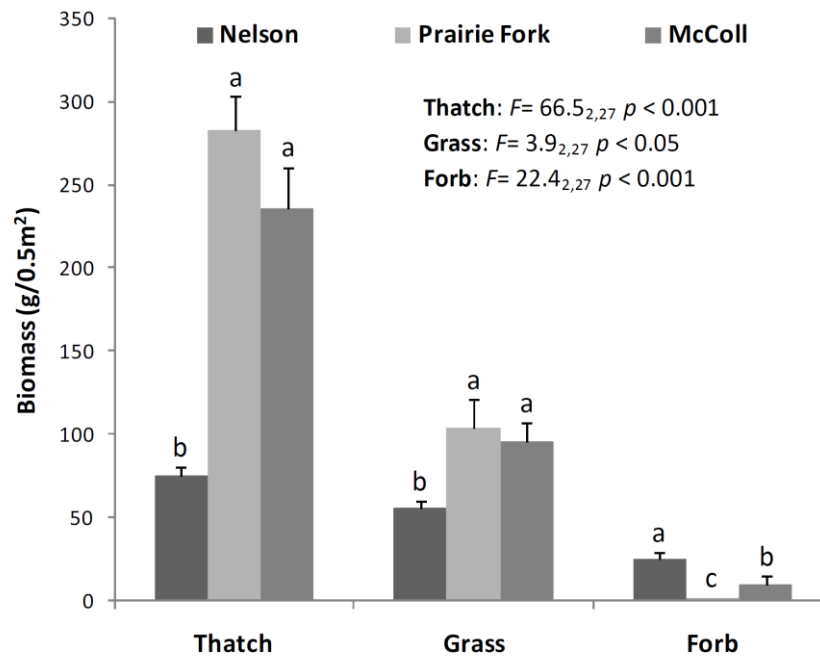 Nelson Prairie Fork McColl
Thatch: F= 66.5₂,₂₇ p < 0.001
Grass: F= 3.9₂,₂₇ p < 0.05
Forb: F= 22.4₂,₂₇ p < 0.001
Biomass (g/0.5m²)
350
300
250
200
150
100
50
0
b a a
b a a
a c b
Thatch Grass Forb